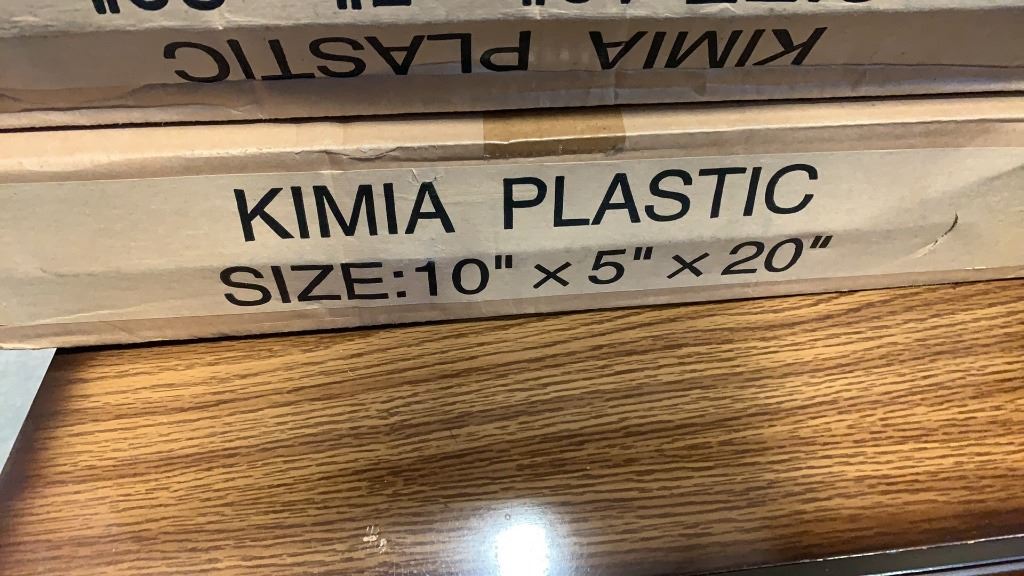 KIMIA PLASTIC
KIMIA PLASTIC
SIZE:10" x 5" x 20"